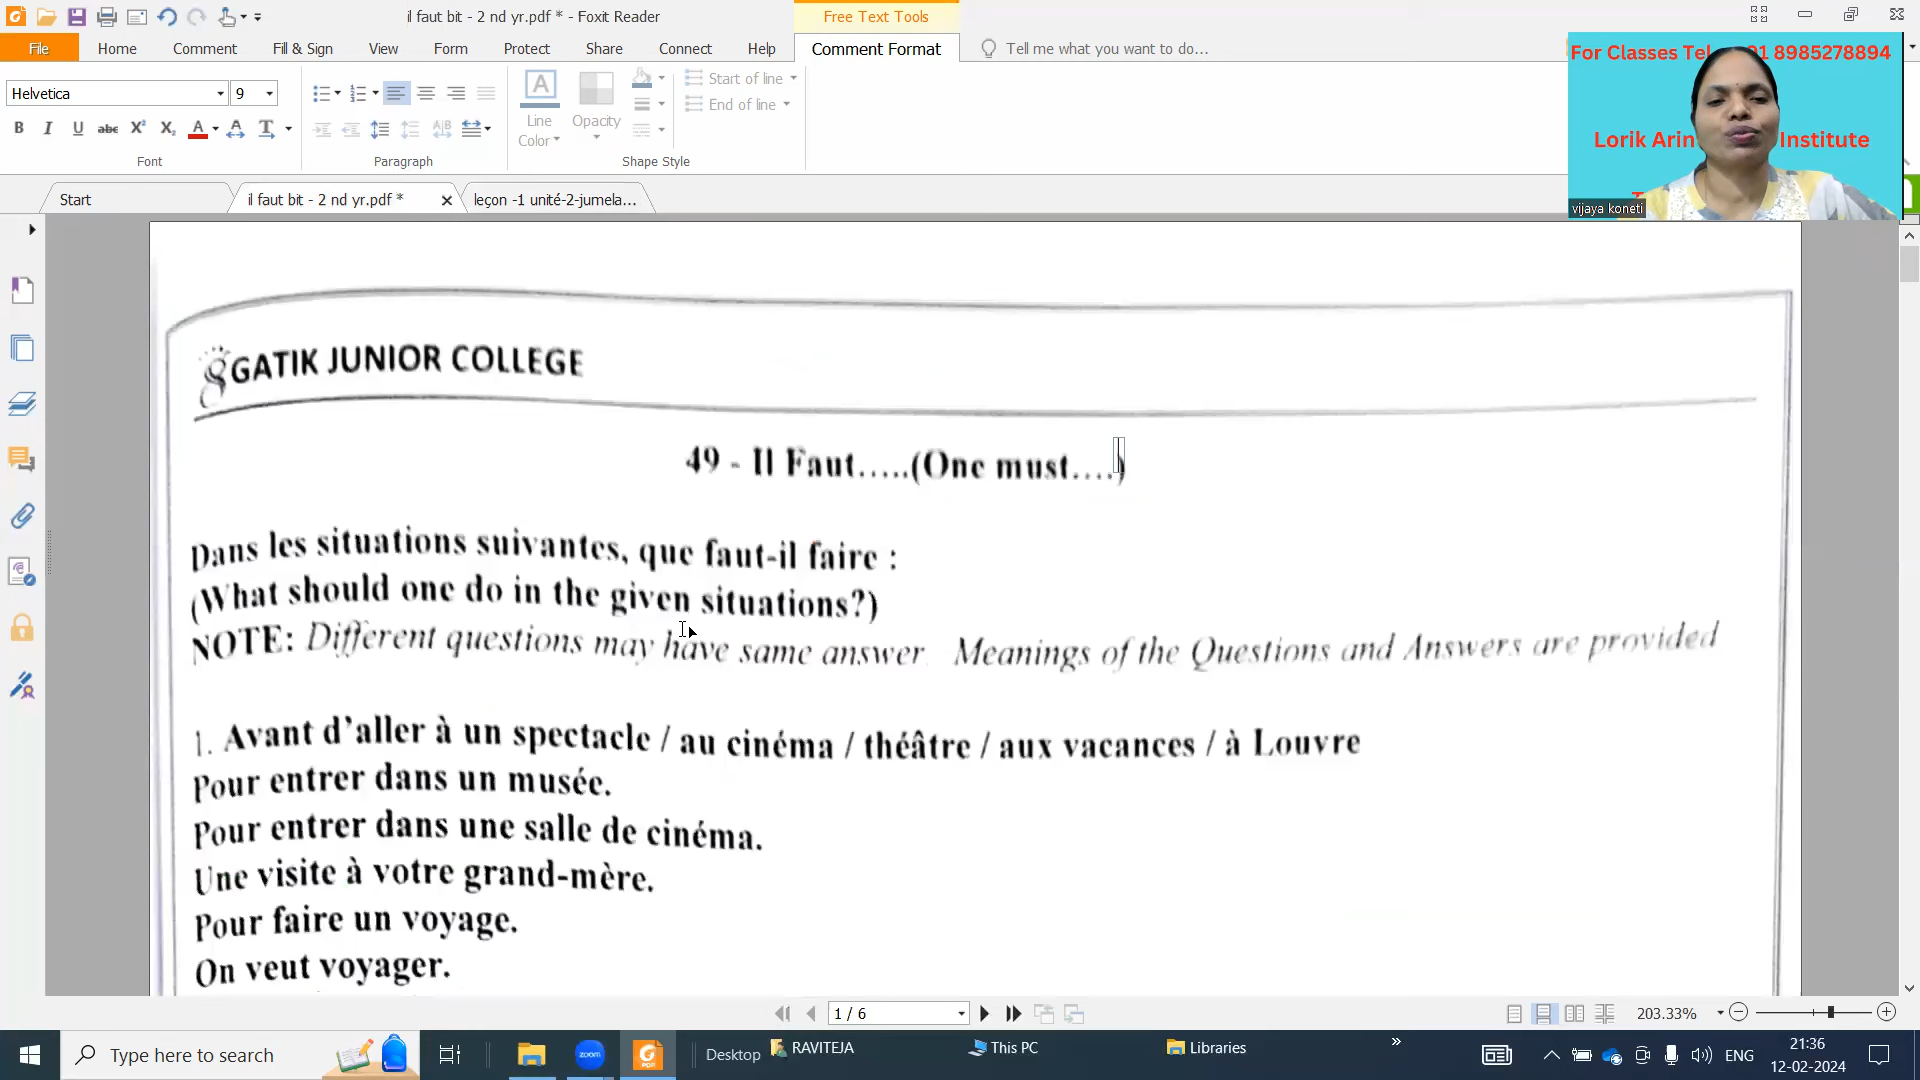 il faut bit - 2 nd yr.pdf * - Foxit Reader
Free Text Tools
File Home Comment Fill & Sign View Form Protect Share Connect Help Comment Format Tell me what you want to do...
Helvetica 9
Start of line
End of line
Line Color Opacity
B I U abc X² X₂ A A T
Font Paragraph Shape Style
For Classes Tel 91 8985278894
Lorik Institute
vijaya koneti
Start il faut bit - 2 nd yr.pdf * leçon -1 unité-2-jumela...
GATIK JUNIOR COLLEGE
49 - Il Faut.....(One must....)
Dans les situations suivantes, que faut-il faire :
(What should one do in the given situations?)
NOTE: Different questions may have same answer. Meanings of the Questions and Answers are provided
1. Avant d'aller à un spectacle / au cinéma / théâtre / aux vacances / à Louvre
Pour entrer dans un musée.
Pour entrer dans une salle de cinéma.
Une visite à votre grand-mère.
Pour faire un voyage.
On veut voyager.
1 / 6
203.33%
Type here to search
Desktop RAVITEJA This PC Libraries
ENG
21:36
12-02-2024